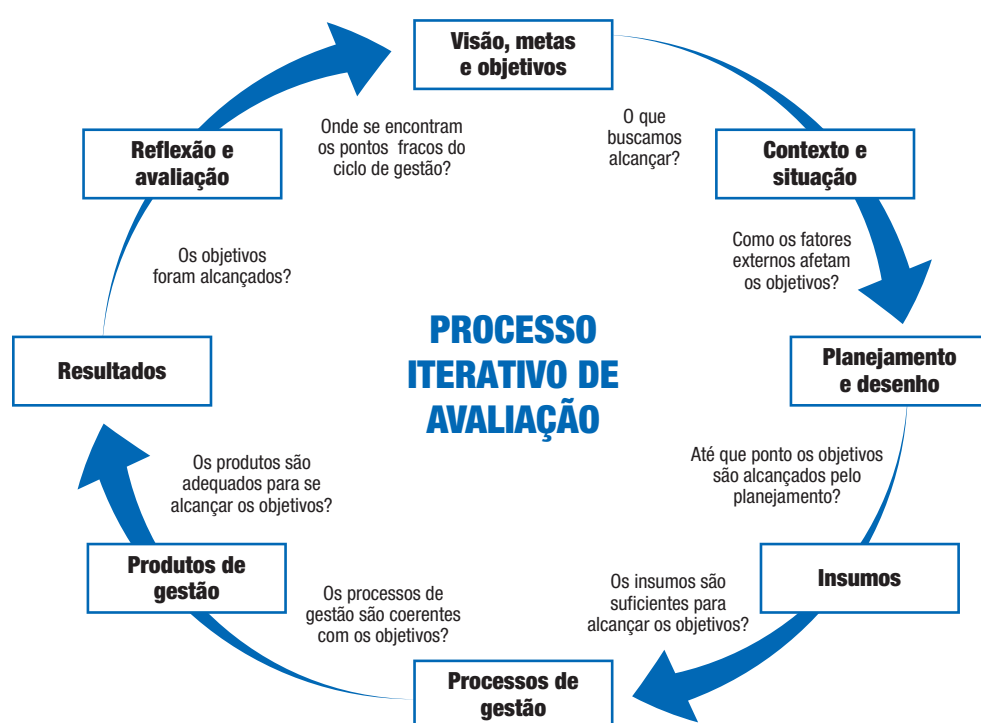 Visão, metas
e objetivos
O que
buscamos
alcançar?
Contexto e
situação
Como os fatores
externos afetam
os objetivos?
Planejamento
e desenho
Até que ponto os objetivos
são alcançados pelo
planejamento?
Insumos
Os insumos são
suficientes para
alcançar os objetivos?
Processos de
gestão
Os processos de
gestão são coerentes
com os objetivos?
Produtos de
gestão
Os produtos são
adequados para se
alcançar os objetivos?
Resultados
Os objetivos
foram alcançados?
Reflexão e
avaliação
Onde se encontram
os pontos fracos do
ciclo de gestão?
PROCESSO
ITERATIVO DE
AVALIAÇÃO